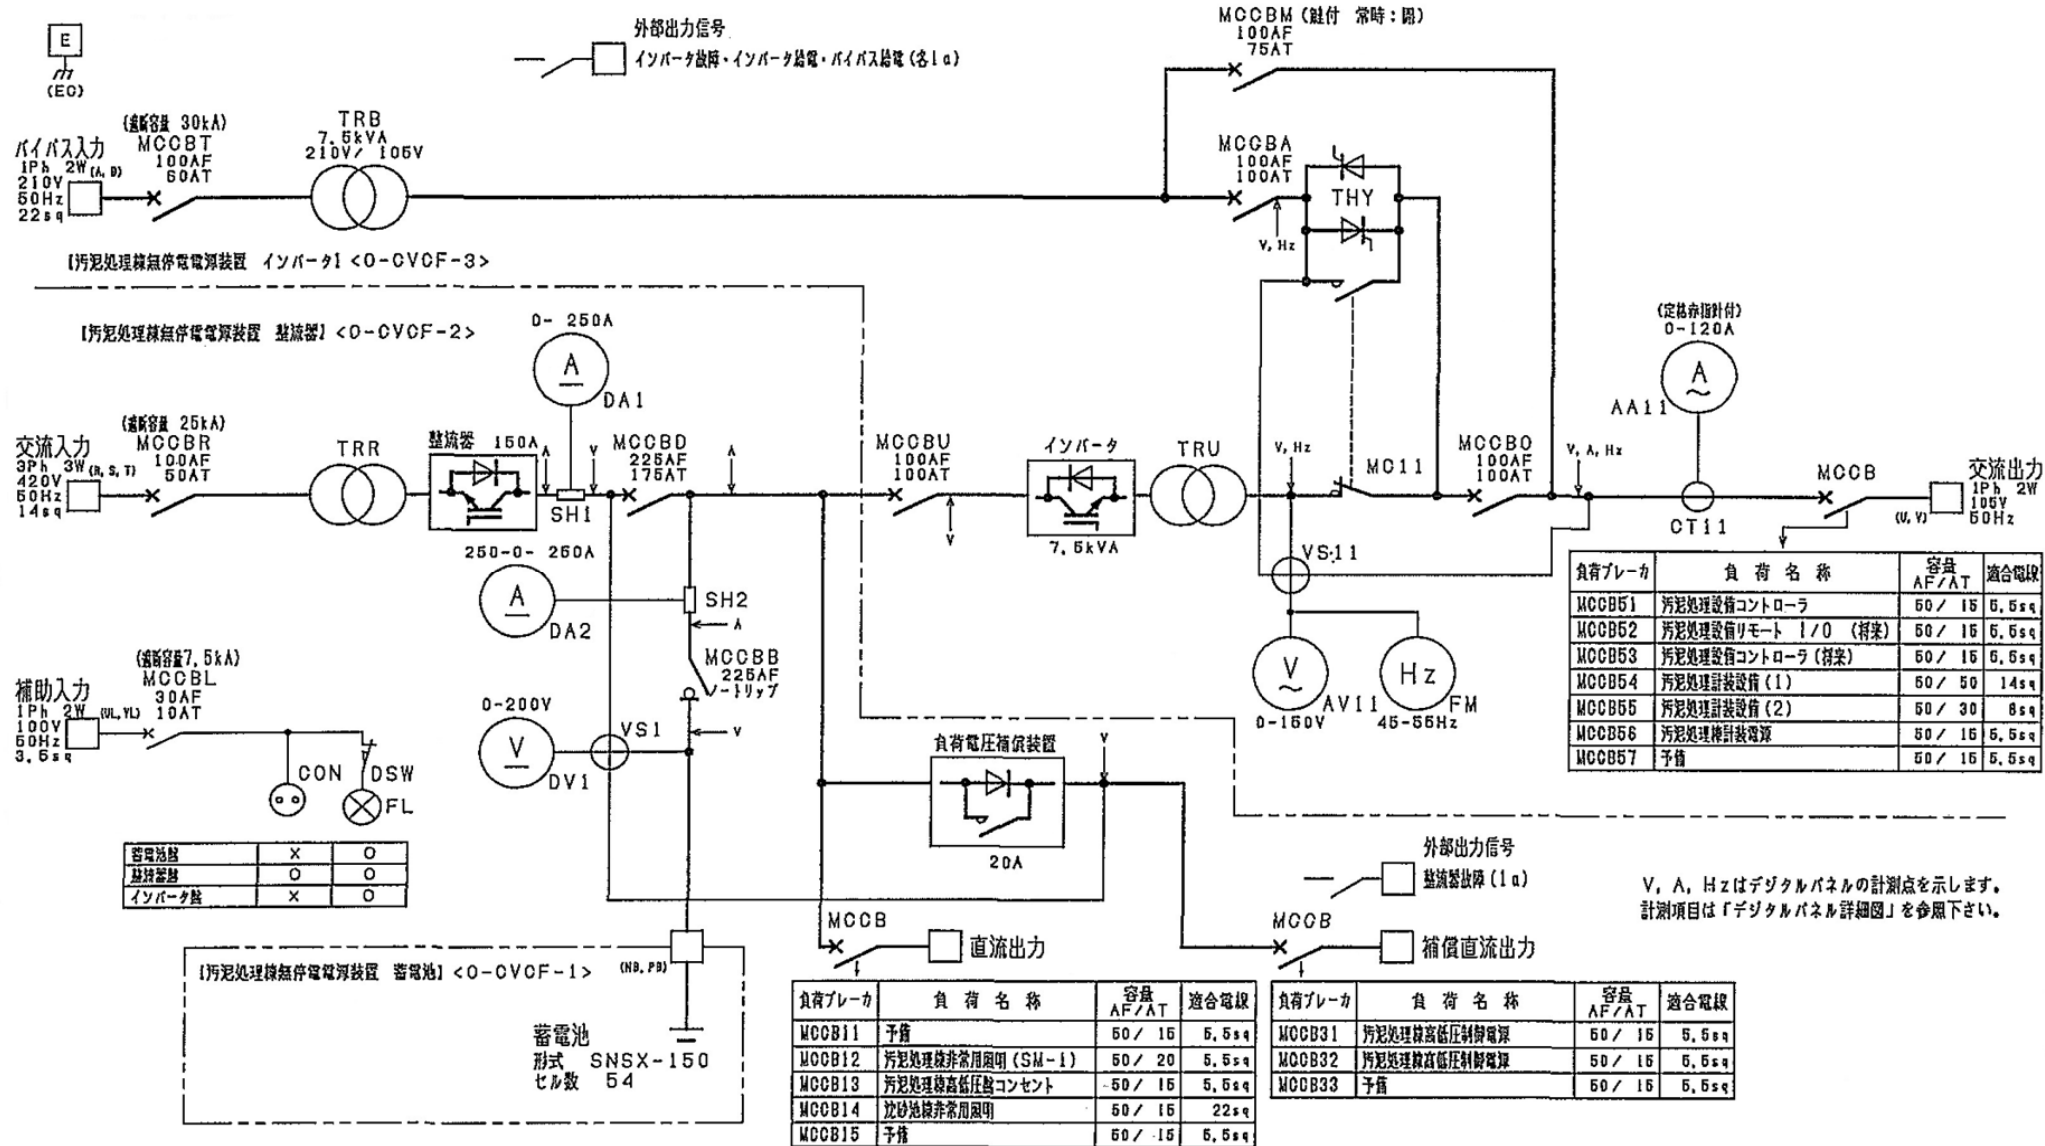 E
(EC)
外部出力信号
インバータ故障・インバータ給電・バイパス給電(各1a)
MCCBM(鍵付 常時:開)
100AF
75AT
バイパス入力
1Ph 2W(A, B)
210V
50Hz
22sq
(遮断容量 30kA)
MCCBT
100AF
60AT
TRB
7.5kVA
210V/ 105V
MCCBA
100AF
100AT
THY
V, Hz
【汚泥処理棟無停電電源装置 インバータ】<O-CVCF-3>
【汚泥処理棟無停電電源装置 整流器】<O-CVCF-2>
0- 250A
A
DA1
(定格赤指針付)
0-120A
A
AA11
交流入力
3Ph 3W(R, S, T)
420V
50Hz
14sq
(遮断容量 25kA)
MCCBR
100AF
50AT
TRR
整流器
150A
A
V
SH1
MCCBD
225AF
175AT
A
MCCBU
100AF
100AT
V
インバータ
7.5kVA
TRU
V, Hz
MC11
MCCBO
100AF
100AT
V, A, Hz
CT11
MCCB
(U, V)
交流出力
1Ph 2W
105V
50Hz
250-0- 250A
A
DA2
SH2
A
MCCBB
225AF
ノートリップ
V
VS11
V
AV11
0-150V
Hz
FM
45-55Hz
負荷ブレーカ 負荷名称 容量 AF/AT 適合電線
MCCB51 汚泥処理設備コントローラ 50/ 15 5.5sq
MCCB52 汚泥処理設備リモート I/O (将来) 50/ 15 5.5sq
MCCB53 汚泥処理設備コントローラ(将来) 50/ 15 5.5sq
MCCB54 汚泥処理計装設備(1) 50/ 50 14sq
MCCB55 汚泥処理計装設備(2) 50/ 30 8sq
MCCB56 汚泥処理棟計装電源 50/ 15 5.5sq
MCCB57 予備 50/ 15 5.5sq
補助入力
1Ph 2W(UL, VL)
100V
50Hz
3.5sq
(遮断容量7.5kA)
MCCBL
30AF
10AT
CON
DSW
FL
0-200V
V
DV1
VS1
負荷電圧補償装置
20A
V
蓄電池盤 × O
整流器盤 O O
インバータ盤 × O
外部出力信号
整流器故障(1a)
V, A, Hzはデジタルパネルの計測点を示します。
計測項目は「デジタルパネル詳細図」を参照下さい。
【汚泥処理棟無停電電源装置 蓄電池】<O-CVCF-1>
(NB, PB)
蓄電池
形式 SNSX-150
セル数 54
MCCB
直流出力
負荷ブレーカ 負荷名称 容量 AF/AT 適合電線
MCCB11 予備 50/ 15 5.5sq
MCCB12 汚泥処理棟非常用照明(SM-1) 50/ 20 5.5sq
MCCB13 汚泥処理棟高低圧盤コンセント 50/ 15 5.5sq
MCCB14 沈砂池棟非常用照明 50/ 15 22sq
MCCB15 予備 50/ 15 5.5sq
MCCB
補償直流出力
負荷ブレーカ 負荷名称 容量 AF/AT 適合電線
MCCB31 汚泥処理棟高低圧制御電源 50/ 15 5.5sq
MCCB32 汚泥処理棟高低圧制御電源 50/ 15 5.5sq
MCCB33 予備 50/ 15 5.5sq